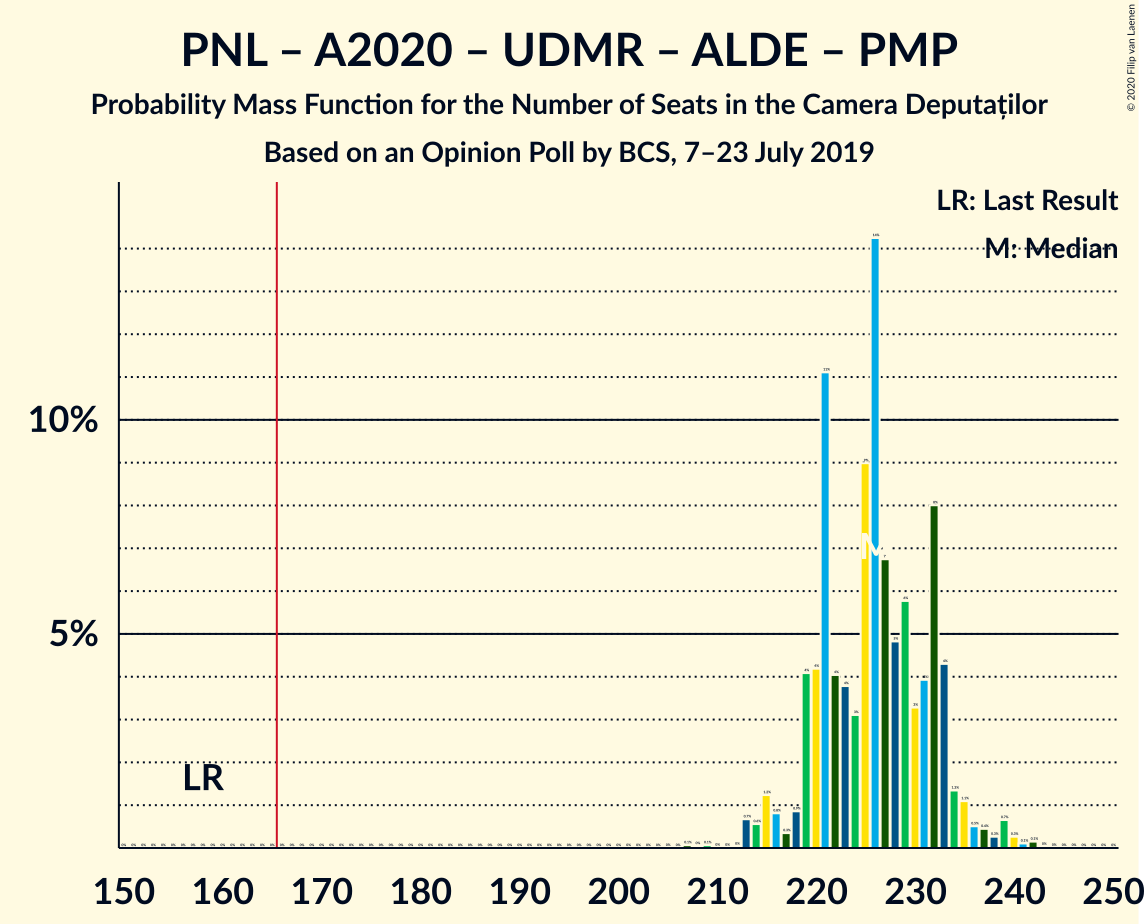 PNL – A2020 – UDMR – ALDE – PMP
Probability Mass Function for the Number of Seats in the Camera Deputaților
Based on an Opinion Poll by BCS, 7–23 July 2019
© 2020 Filip van Laenen
LR: Last Result
M: Median
10%
5%
LR
M
150 160 170 180 190 200 210 220 230 240 250